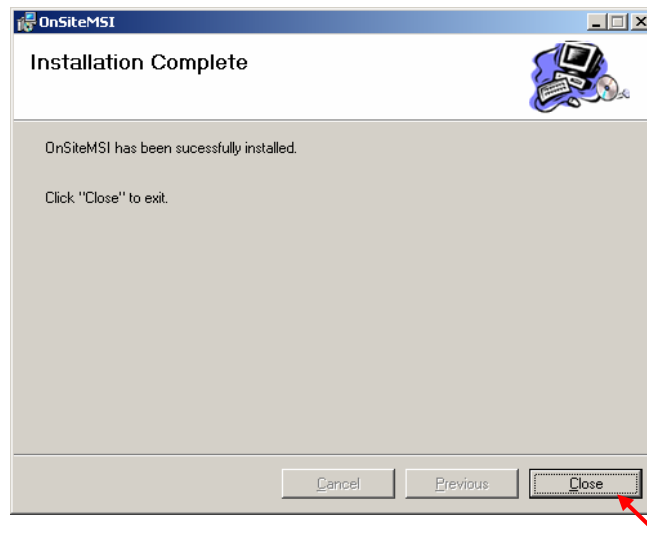 OnSiteMSI
Installation Complete
OnSiteMSI has been sucessfully installed.
Click "Close" to exit.
Cancel Previous Close